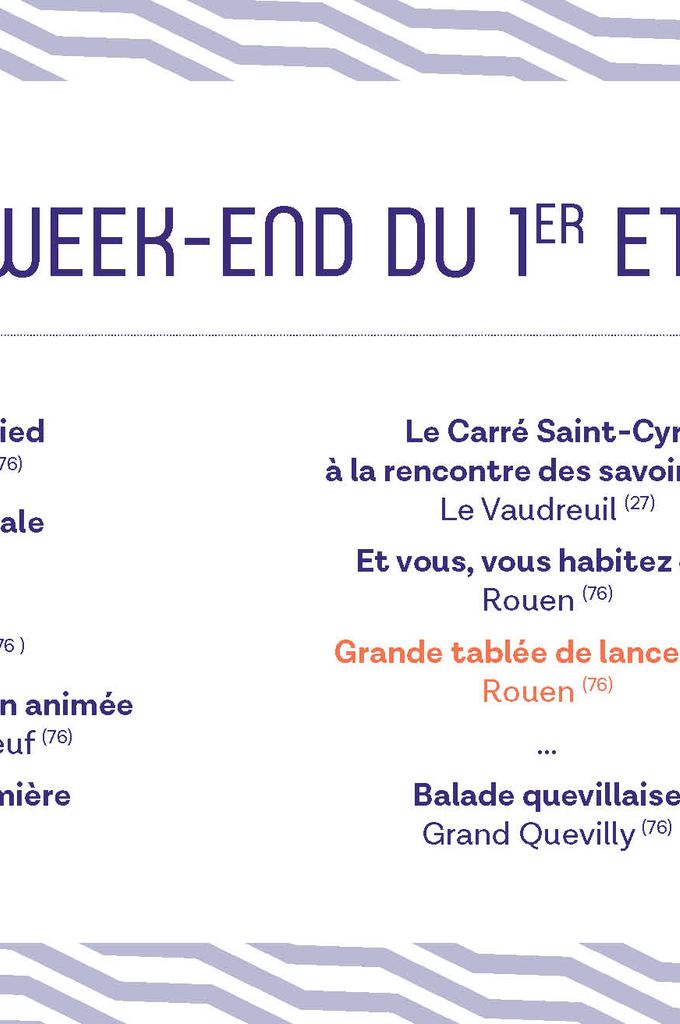 WEEK-END DU 1ER ET
ied
76)
ale
76 )
n animée
euf (76)
mière
Le Carré Saint-Cyr
à la rencontre des savoir
Le Vaudreuil (27)
Et vous, vous habitez
Rouen (76)
Grande tablée de lance
Rouen (76)
...
Balade quevillaise
Grand Quevilly (76)